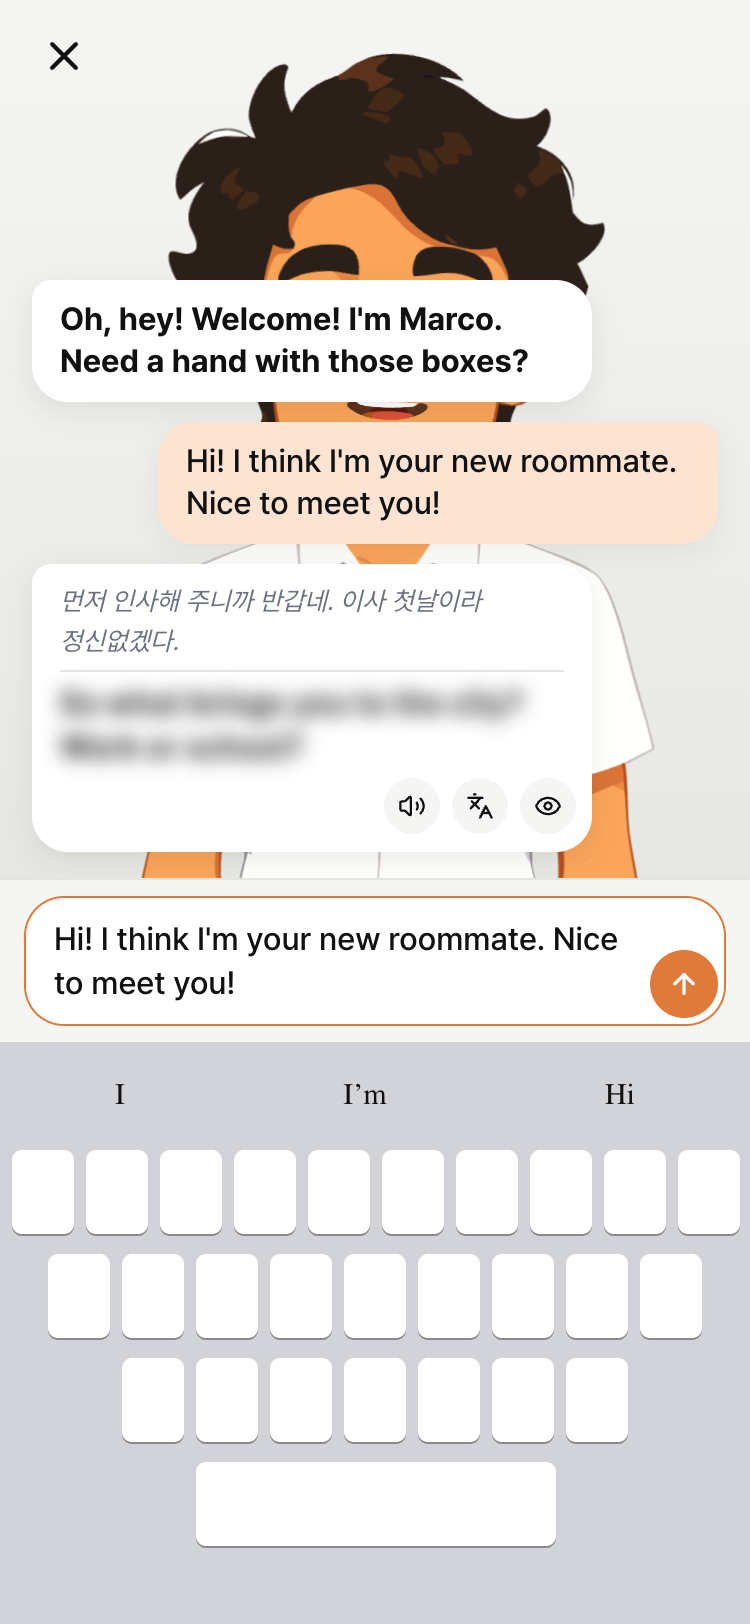 Oh, hey! Welcome! I'm Marco.
Need a hand with those boxes?
Hi! I think I'm your new roommate.
Nice to meet you!
먼저 인사해 주니까 반갑네. 이사 첫날이라
정신없겠다.
Hi! I think I'm your new roommate. Nice
to meet you!
I
I’m
Hi